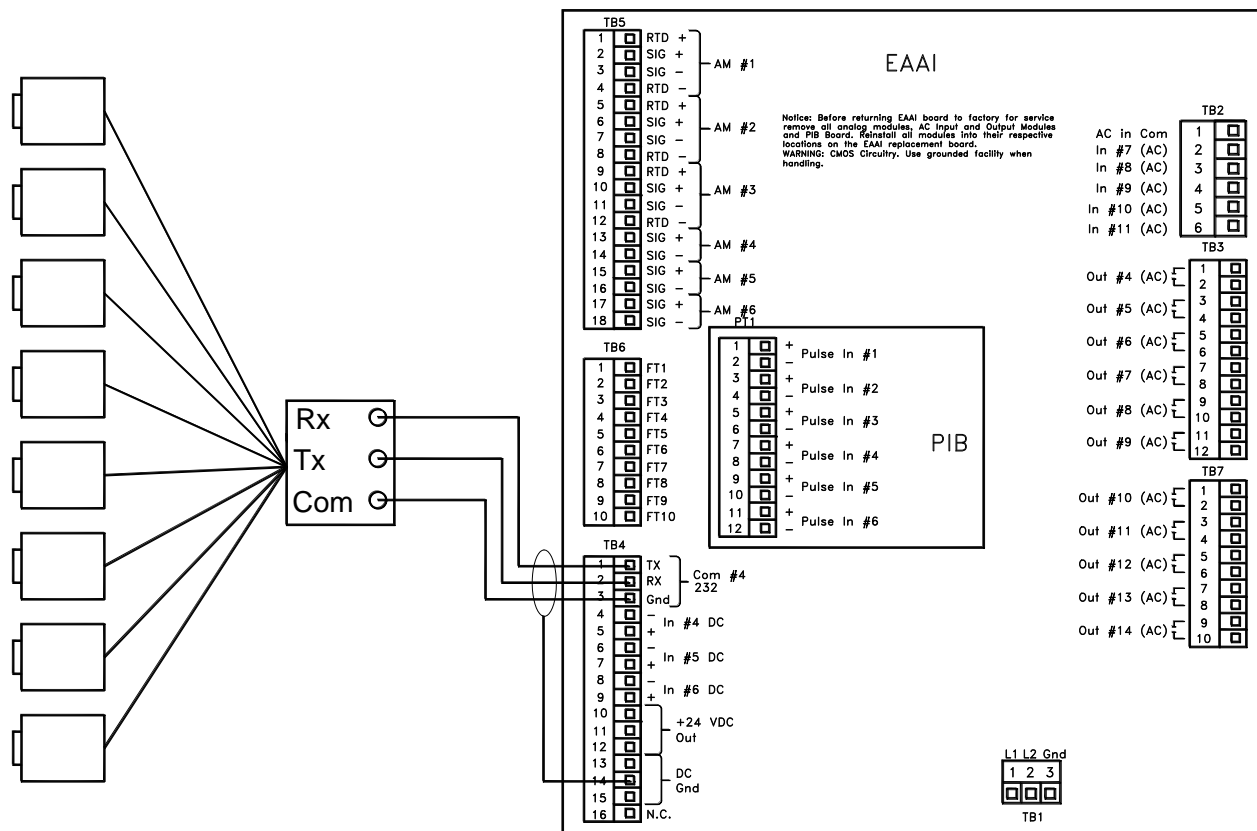 Rx
Tx
Com
TB5
1 RTD +
2 SIG +
3 SIG -
4 RTD -
AM #1
5 RTD +
6 SIG +
7 SIG -
8 RTD -
AM #2
9 RTD +
10 SIG +
11 SIG -
12 RTD -
AM #3
13 SIG +
14 SIG -
AM #4
15 SIG +
16 SIG -
AM #5
17 SIG +
18 SIG -
AM #6
TB6
1 FT1
2 FT2
3 FT3
4 FT4
5 FT5
6 FT6
7 FT7
8 FT8
9 FT9
10 FT10
TB4
1 TX
2 RX
3 Gnd
Com #4
232
4 -
5 +
In #4 DC
6 -
7 +
In #5 DC
8 -
9 +
In #6 DC
10
11
12
+24 VDC
Out
13
14
15
DC
Gnd
16 N.C.
EAAI
Notice: Before returning EAAI board to factory for service
remove all analog modules, AC Input and Output Modules
and PIB Board. Reinstall all modules into their respective
locations on the EAAI replacement board.
WARNING: CMOS Circuitry. Use grounded facility when
handling.
PI1
1 +
2 -
Pulse In #1
3 +
4 -
Pulse In #2
5 +
6 -
Pulse In #3
7 +
8 -
Pulse In #4
9 +
10 -
Pulse In #5
11 +
12 -
Pulse In #6
PIB
TB2
AC in Com 1
In #7 (AC) 2
In #8 (AC) 3
In #9 (AC) 4
In #10 (AC) 5
In #11 (AC) 6
TB3
Out #4 (AC)
1
2
Out #5 (AC)
3
4
Out #6 (AC)
5
6
Out #7 (AC)
7
8
Out #8 (AC)
9
10
Out #9 (AC)
11
12
TB7
Out #10 (AC)
1
2
Out #11 (AC)
3
4
Out #12 (AC)
5
6
Out #13 (AC)
7
8
Out #14 (AC)
9
10
L1 L2 Gnd
1 2 3
TB1